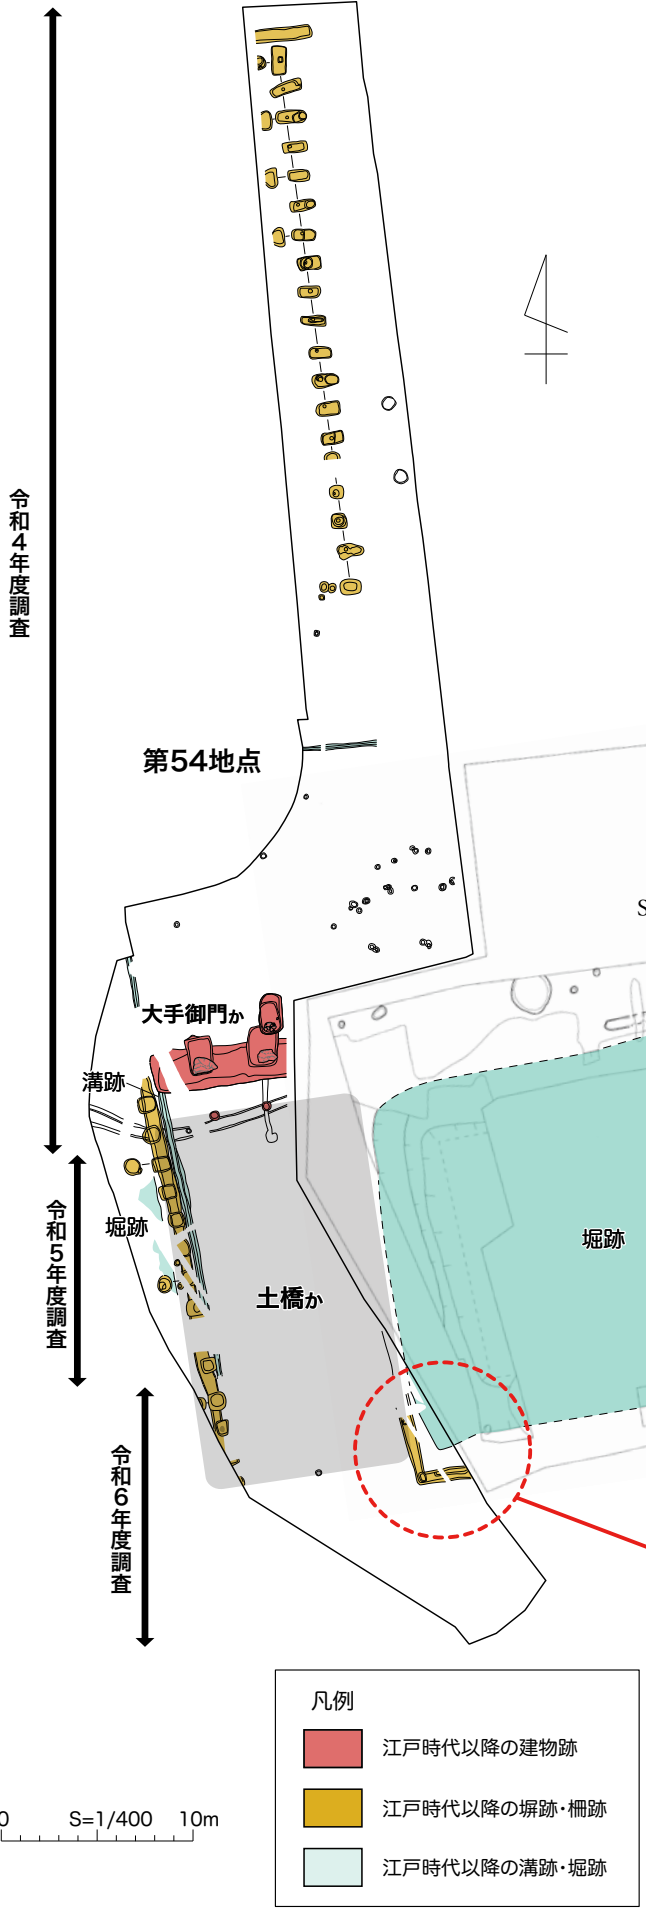 令和4年度調査
第54地点
S
大手御門か
溝跡
令和5年度調査
堀跡
堀跡
土橋か
令和6年度調査
凡例
江戸時代以降の建物跡
江戸時代以降の塀跡・柵跡
江戸時代以降の溝跡・堀跡
0 S=1/400 10m